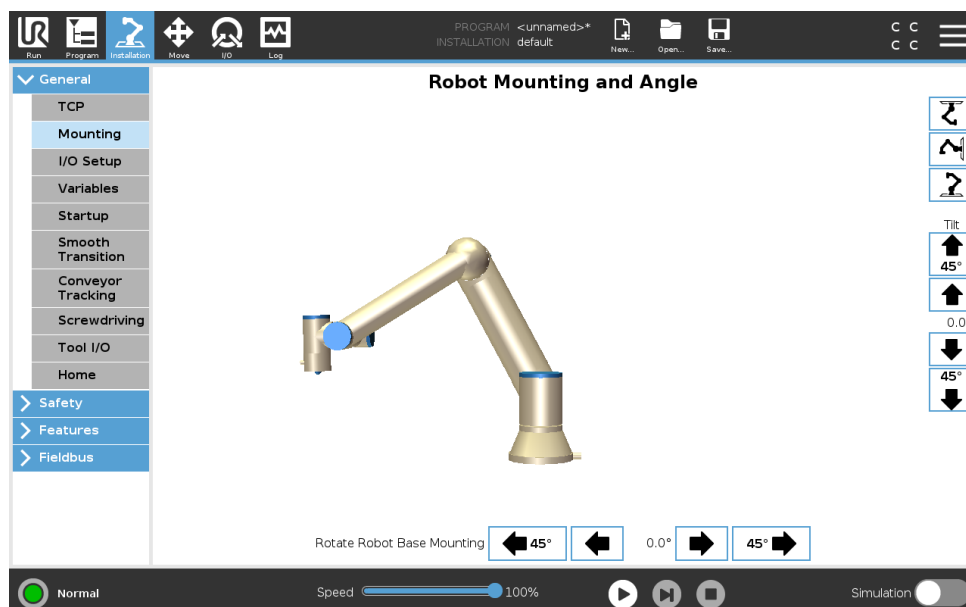 PROGRAM <unnamed>*
INSTALLATION default
Run Program Installation Move I/O Log New... Open... Save...
C C
C C
General
TCP
Mounting
I/O Setup
Variables
Startup
Smooth
Transition
Conveyor
Tracking
Screwdriving
Tool I/O
Home
Safety
Features
Fieldbus
Robot Mounting and Angle
Tilt
45°
0.0
45°
Rotate Robot Base Mounting 45° 0.0° 45°
Normal Speed 100% Simulation